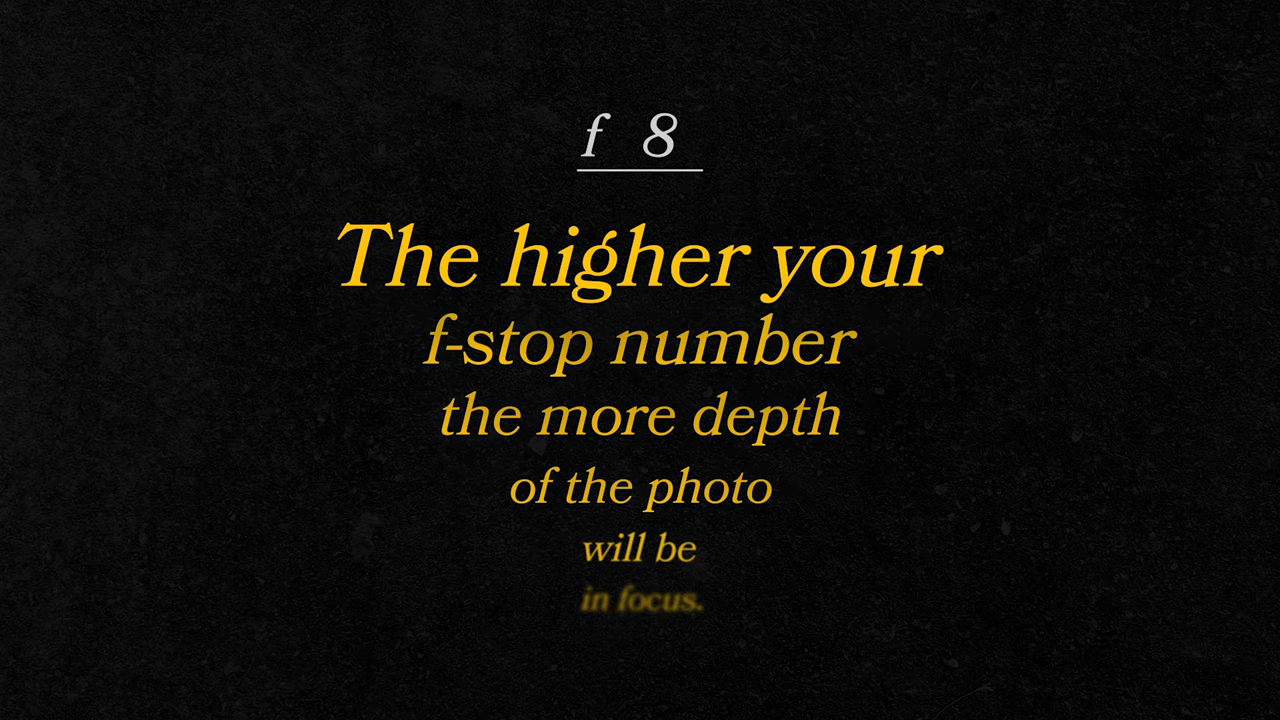 f 8
The higher your
f-stop number
the more depth
of the photo
will be
in focus.